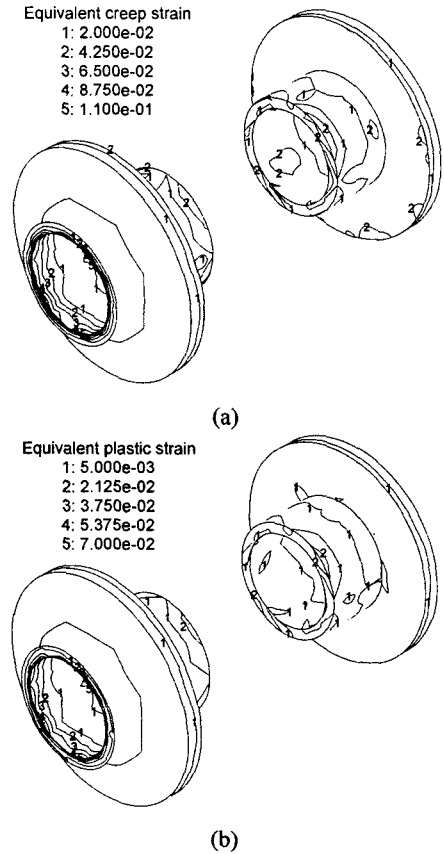 Equivalent creep strain
1: 2.000e-02
2: 4.250e-02
3: 6.500e-02
4: 8.750e-02
5: 1.100e-01
(a)
Equivalent plastic strain
1: 5.000e-03
2: 2.125e-02
3: 3.750e-02
4: 5.375e-02
5: 7.000e-02
(b)